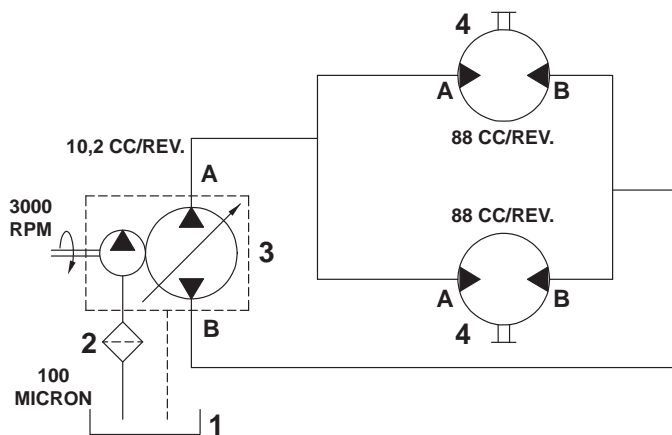 4
A
B
88 CC/REV.
10,2 CC/REV.
A
3000
RPM
3
88 CC/REV.
A
B
4
B
2
100
MICRON
1